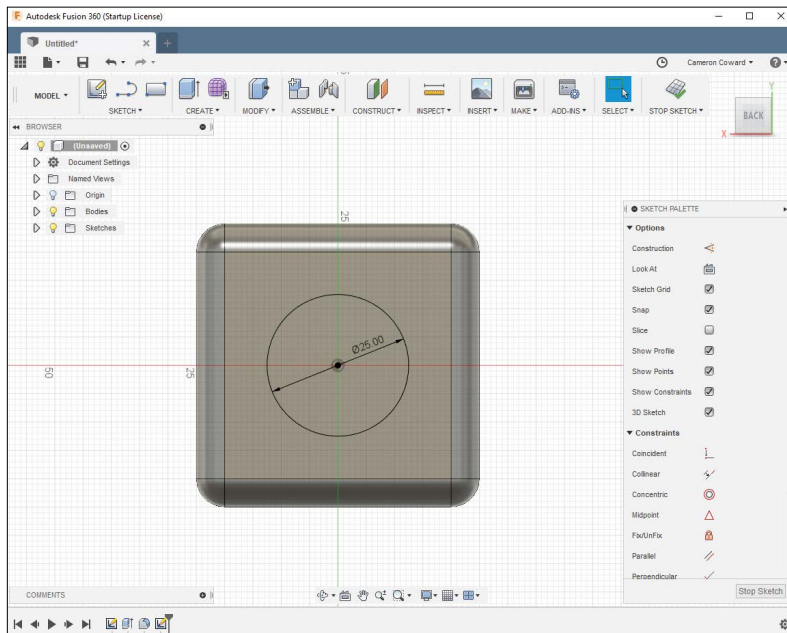 Autodesk Fusion 360 (Startup License)
Untitled*
Cameron Coward
MODEL
SKETCH
CREATE
MODIFY
ASSEMBLE
CONSTRUCT
INSPECT
INSERT
MAKE
ADD-INS
SELECT
STOP SKETCH
Y
BACK
X
BROWSER
(Unsaved)
Document Settings
Named Views
Origin
Bodies
Sketches
25
Ø25.00
25
50
SKETCH PALETTE
Options
Construction
Look At
Sketch Grid
Snap
Slice
Show Profile
Show Points
Show Constraints
3D Sketch
Constraints
Coincident
Collinear
Concentric
Midpoint
Fix/UnFix
Parallel
Perpendicular
Stop Sketch
COMMENTS